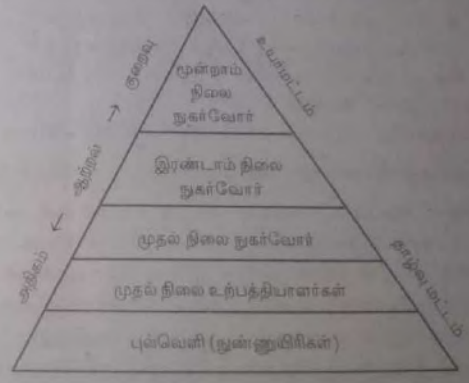 மூன்றாம்
நிலை
நுகர்வோர்
இரண்டாம் நிலை
நுகர்வோர்
முதல் நிலை நுகர்வோர்
முதல் நிலை உற்பத்தியாளர்கள்
புல்வெளி (நுண்ணுயிரிகள்)
அதிகம் ← ஆற்றல் → குறைவு
உயர்மட்டம்
தாழ்வு மட்டம்